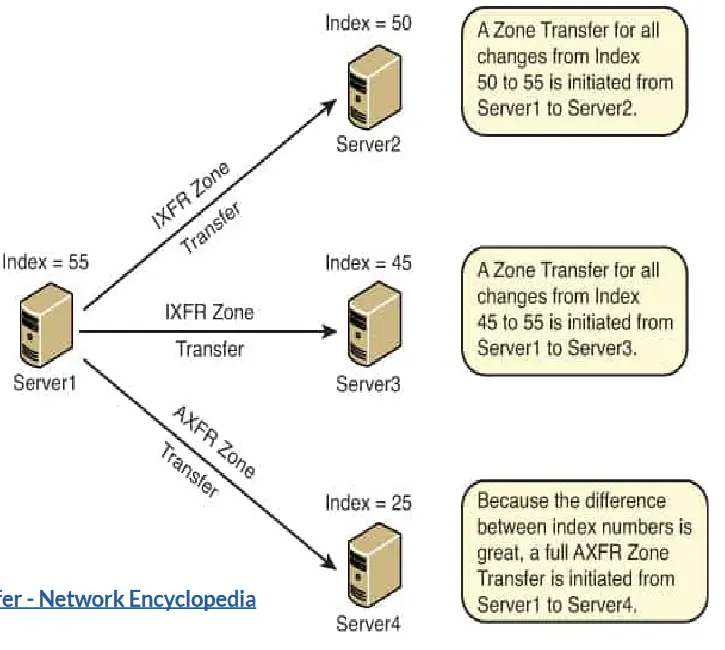 Index = 50
A Zone Transfer for all
changes from Index
50 to 55 is initiated from
Server1 to Server2.
Server2
IXFR Zone
Transfer
Index = 55
Server1
Index = 45
A Zone Transfer for all
changes from Index
45 to 55 is initiated from
Server1 to Server3.
IXFR Zone
Transfer
Server3
AXFR Zone
Transfer
Index = 25
Because the difference
between index numbers is
great, a full AXFR Zone
Transfer is initiated from
Server1 to Server4.
Server4
fer - Network Encyclopedia